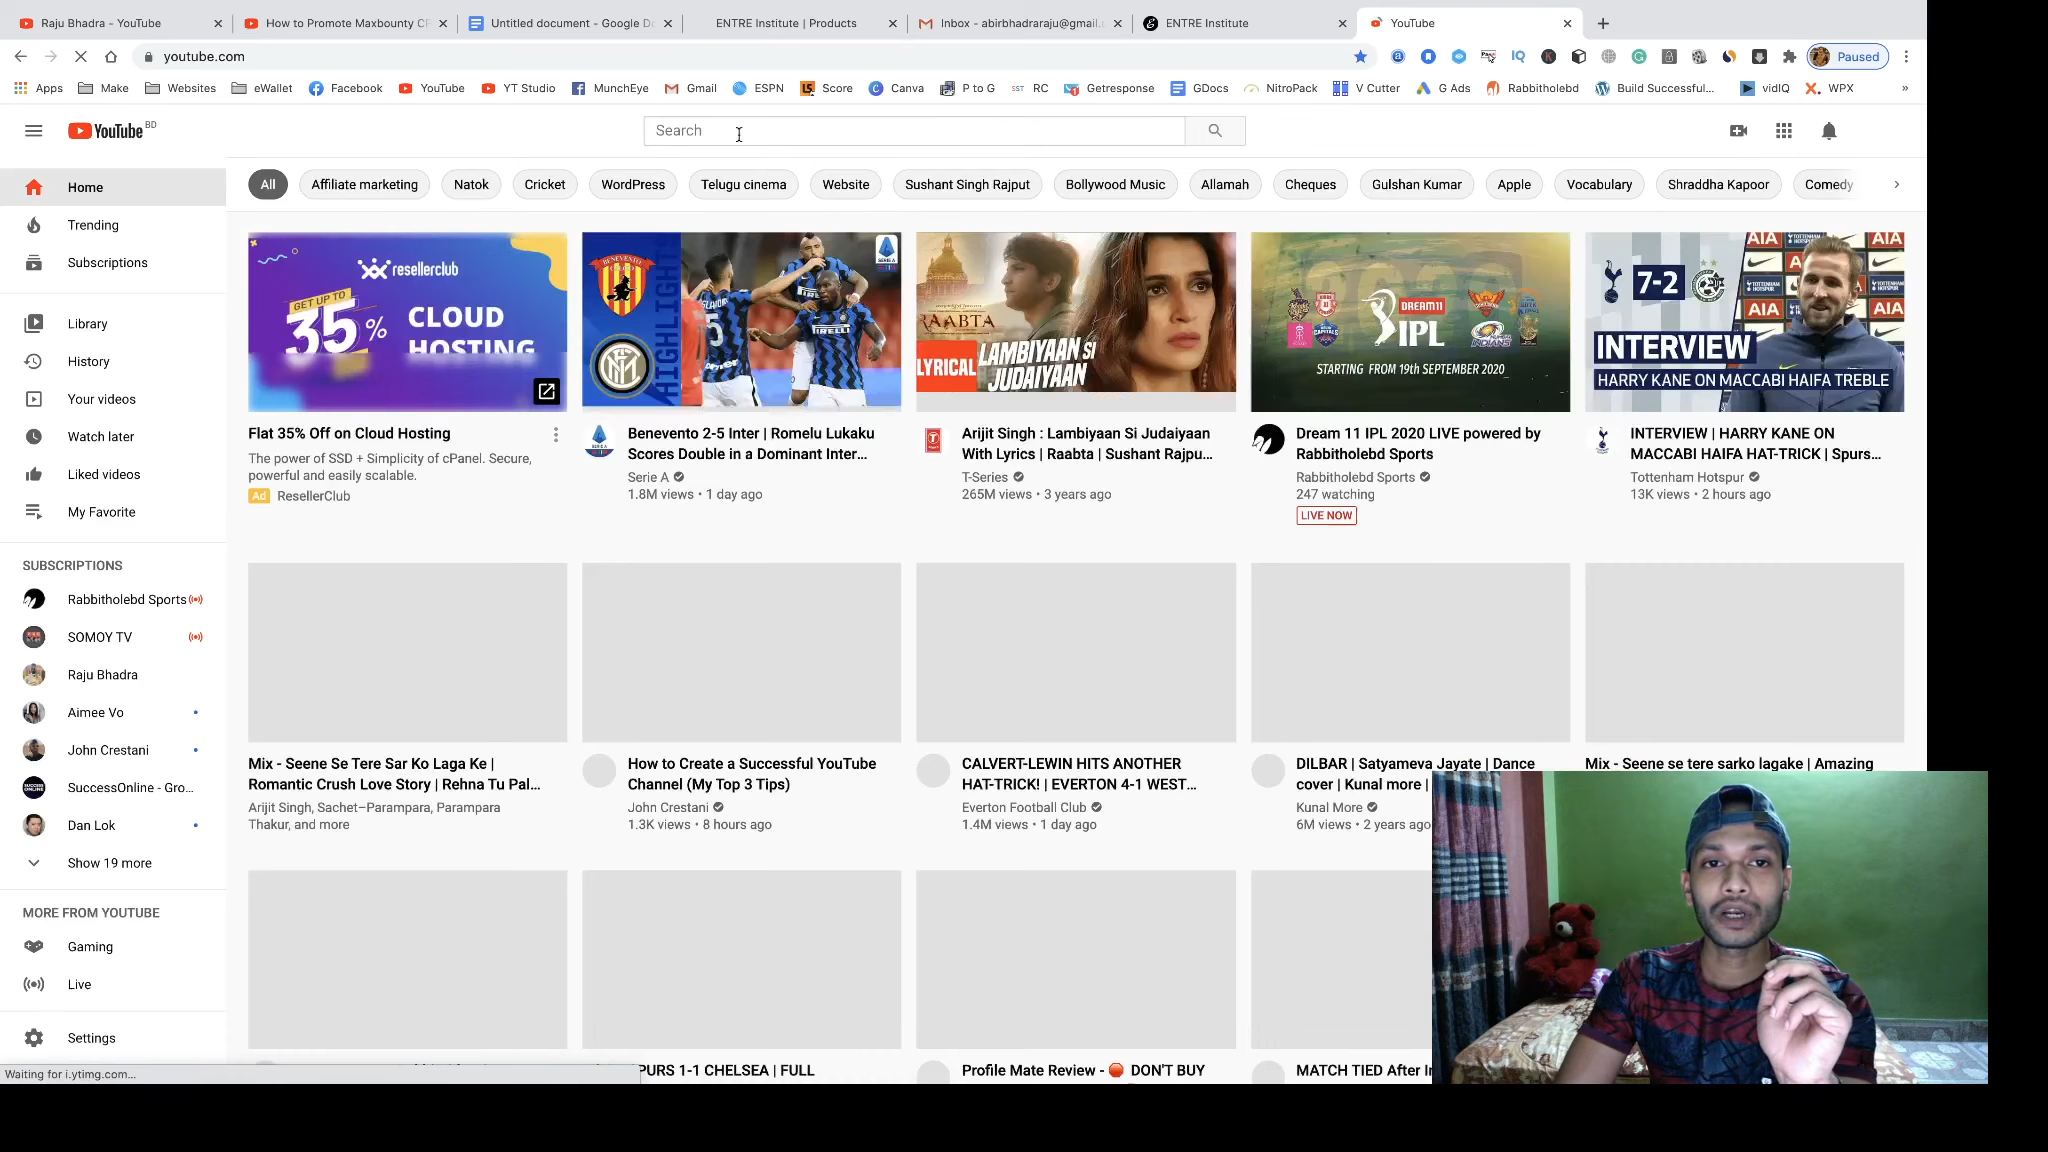 Raju Bhadra - YouTube
How to Promote Maxbounty CP
Untitled document - Google Do
ENTRE Institute | Products
Inbox - abirbhadraraju@gmail.
ENTRE Institute
YouTube
youtube.com
Paused
Apps
Make
Websites
eWallet
Facebook
YouTube
YT Studio
MunchEye
Gmail
ESPN
Score
Canva
P to G
RC
Getresponse
GDocs
NitroPack
V Cutter
G Ads
Rabbitholebd
Build Successful...
vidIQ
WPX
YouTube BD
Search
All
Affiliate marketing
Natok
Cricket
WordPress
Telugu cinema
Website
Sushant Singh Rajput
Bollywood Music
Allamah
Cheques
Gulshan Kumar
Apple
Vocabulary
Shraddha Kapoor
Comedy
Home
Trending
Subscriptions
Library
History
Your videos
Watch later
Liked videos
My Favorite
SUBSCRIPTIONS
Rabbitholebd Sports
SOMOY TV
Raju Bhadra
Aimee Vo
John Crestani
SuccessOnline - Gro...
Dan Lok
Show 19 more
MORE FROM YOUTUBE
Gaming
Live
Settings
resellerclub
GET UP TO
35%
CLOUD
HOSTING
Flat 35% Off on Cloud Hosting
The power of SSD + Simplicity of cPanel. Secure,
powerful and easily scalable.
Ad ResellerClub
BENEVENTO
HIGHLIGHTS
PIRELLI
Benevento 2-5 Inter | Romelu Lukaku
Scores Double in a Dominant Inter...
Serie A
1.8M views • 1 day ago
RAABTA
LYRICAL
LAMBIYAAN SI
JUDAIYAAN
Arijit Singh : Lambiyaan Si Judaiyaan
With Lyrics | Raabta | Sushant Rajpu...
T-Series
265M views • 3 years ago
DREAM11
IPL
STARTING FROM 19th SEPTEMBER 2020
Dream 11 IPL 2020 LIVE powered by
Rabbitholebd Sports
Rabbitholebd Sports
247 watching
LIVE NOW
7-2
AIA
INTERVIEW
HARRY KANE ON MACCABI HAIFA TREBLE
INTERVIEW | HARRY KANE ON
MACCABI HAIFA HAT-TRICK | Spurs...
Tottenham Hotspur
13K views • 2 hours ago
Mix - Seene Se Tere Sar Ko Laga Ke |
Romantic Crush Love Story | Rehna Tu Pal...
Arijit Singh, Sachet–Parampara, Parampara
Thakur, and more
How to Create a Successful YouTube
Channel (My Top 3 Tips)
John Crestani
1.3K views • 8 hours ago
CALVERT-LEWIN HITS ANOTHER
HAT-TRICK! | EVERTON 4-1 WEST...
Everton Football Club
1.4M views • 1 day ago
DILBAR | Satyameva Jayate | Dance
cover | Kunal more |
Kunal More
6M views • 2 years ago
Mix - Seene se tere sarko lagake | Amazing
PURS 1-1 CHELSEA | FULL
Profile Mate Review - 🛑 DON'T BUY
MATCH TIED After
Waiting for i.ytimg.com...